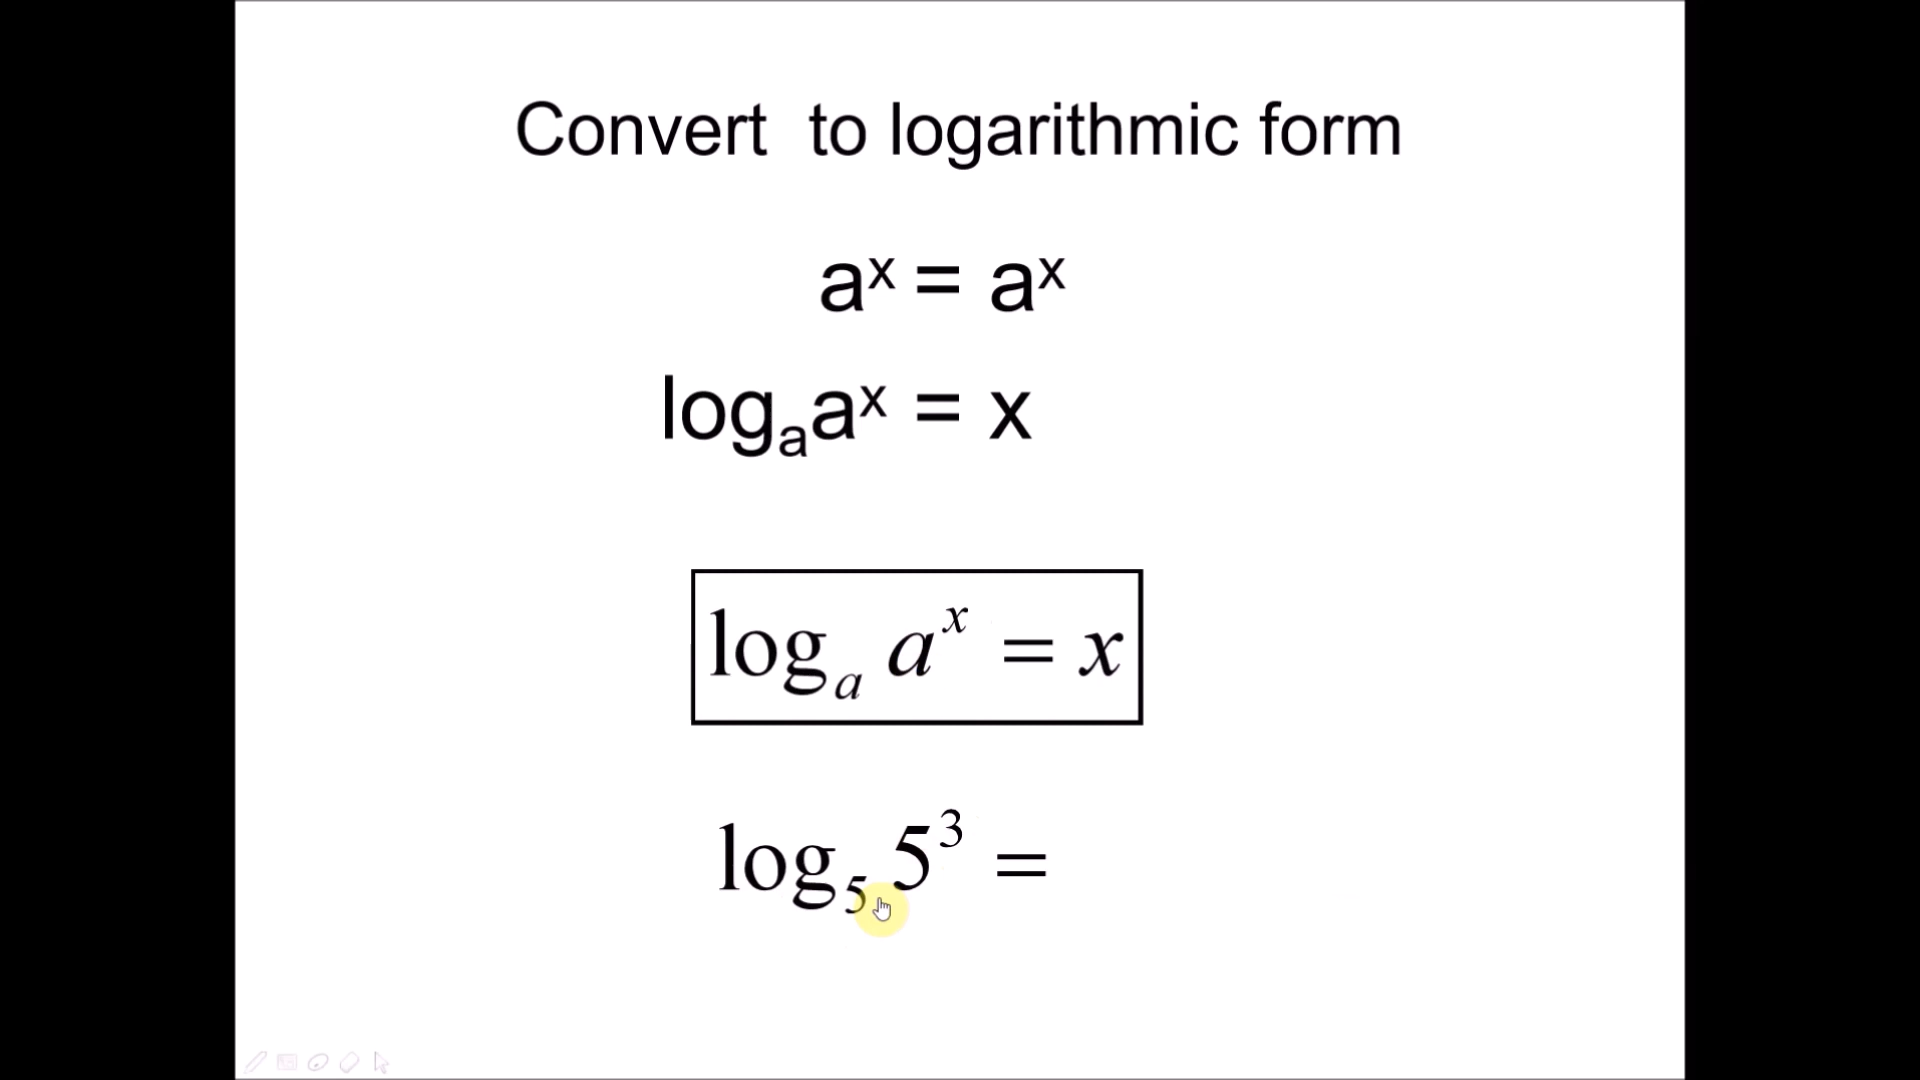 Convert to logarithmic form
aˣ = aˣ
logₐaˣ = x
logₐ aˣ = x
log₅ 5³ =